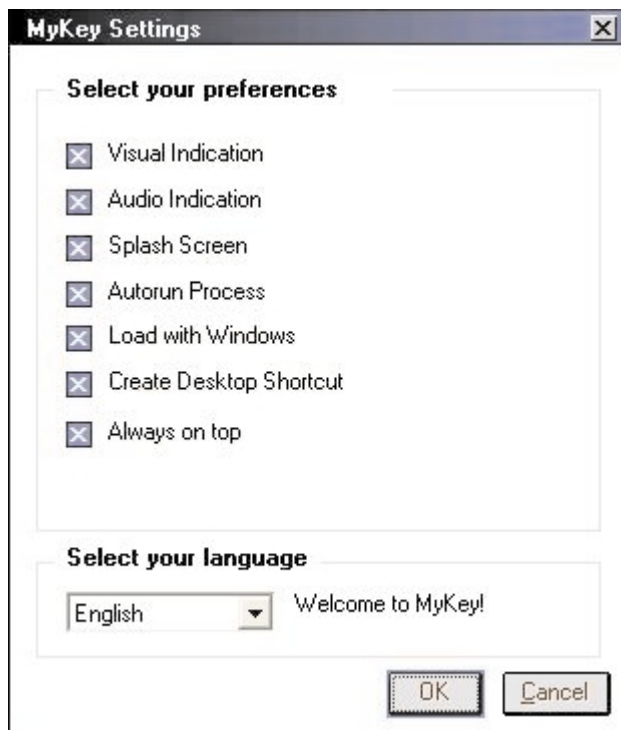 MyKey Settings
Select your preferences
Visual Indication
Audio Indication
Splash Screen
Autorun Process
Load with Windows
Create Desktop Shortcut
Always on top
Select your language
English
Welcome to MyKey!
OK
Cancel